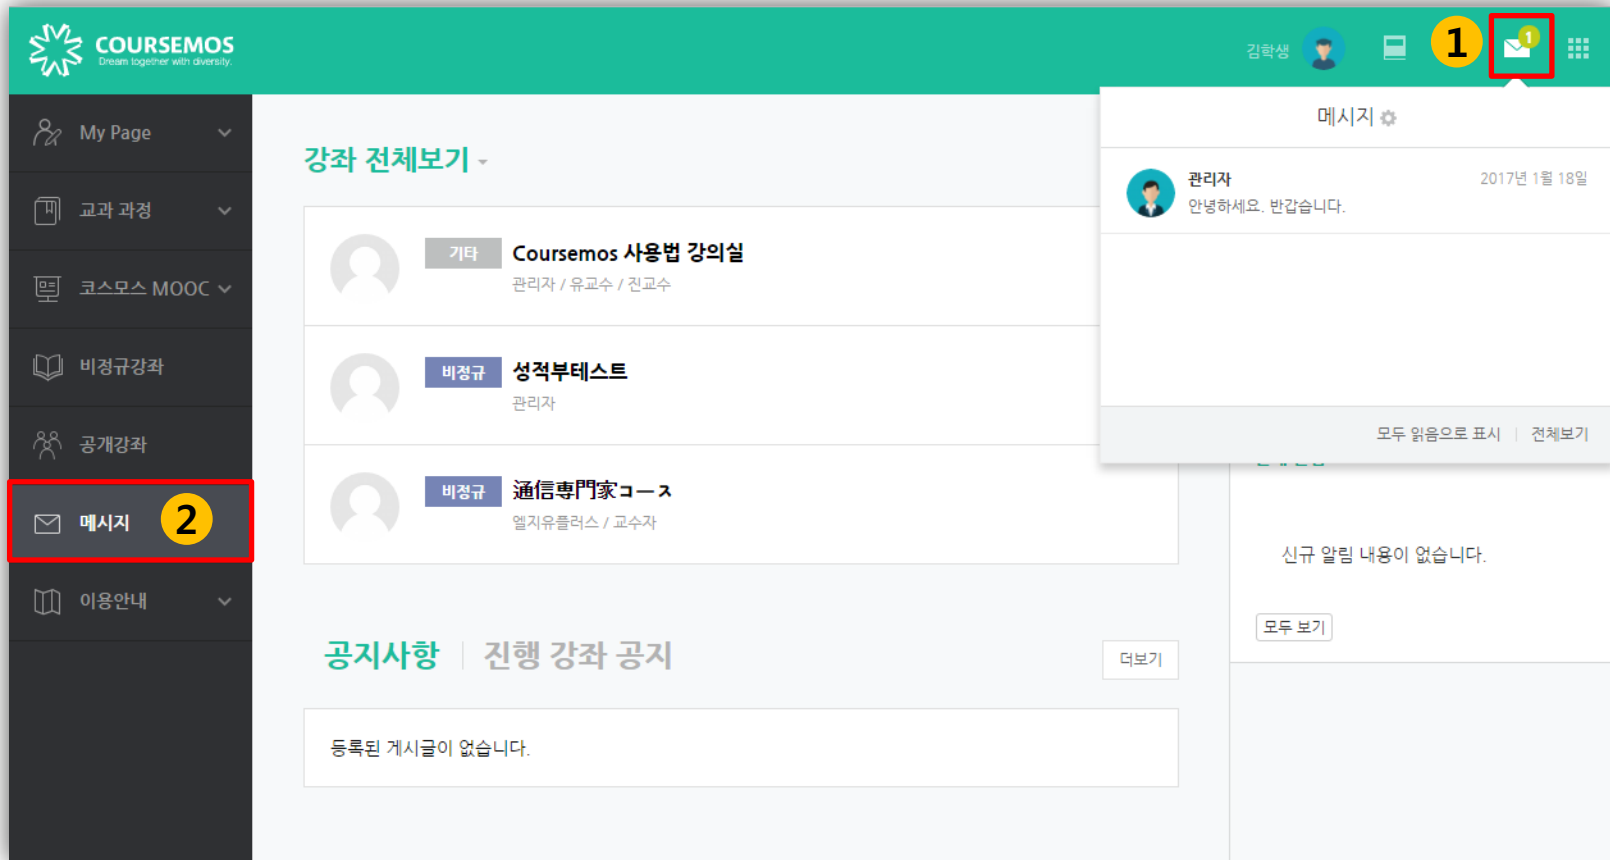 COURSEMOS
Dream together with diversity.
김학생
1
1
My Page
교과 과정
코스모스 MOOC
비정규강좌
공개강좌
메시지
2
이용안내
강좌 전체보기
기타
Coursemos 사용법 강의실
관리자 / 유교수 / 진교수
비정규
성적부테스트
관리자
비정규
通信専門家コース
엘지유플러스 / 교수자
공지사항
진행 강좌 공지
더보기
등록된 게시글이 없습니다.
메시지
관리자
2017년 1월 18일
안녕하세요. 반갑습니다.
모두 읽음으로 표시
전체보기
신규 알림 내용이 없습니다.
모두 보기